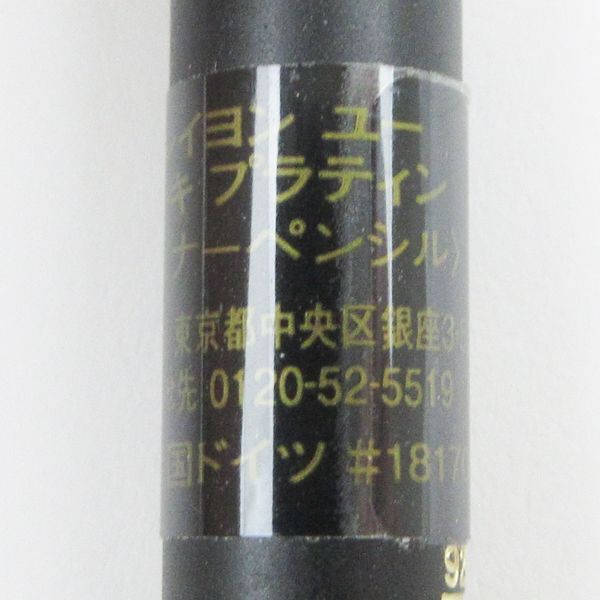 イヨン ユー
キ プラティン
ナーペンシル)
東京都中央区銀座3-
先 0120-52-5519
国ドイツ #1817